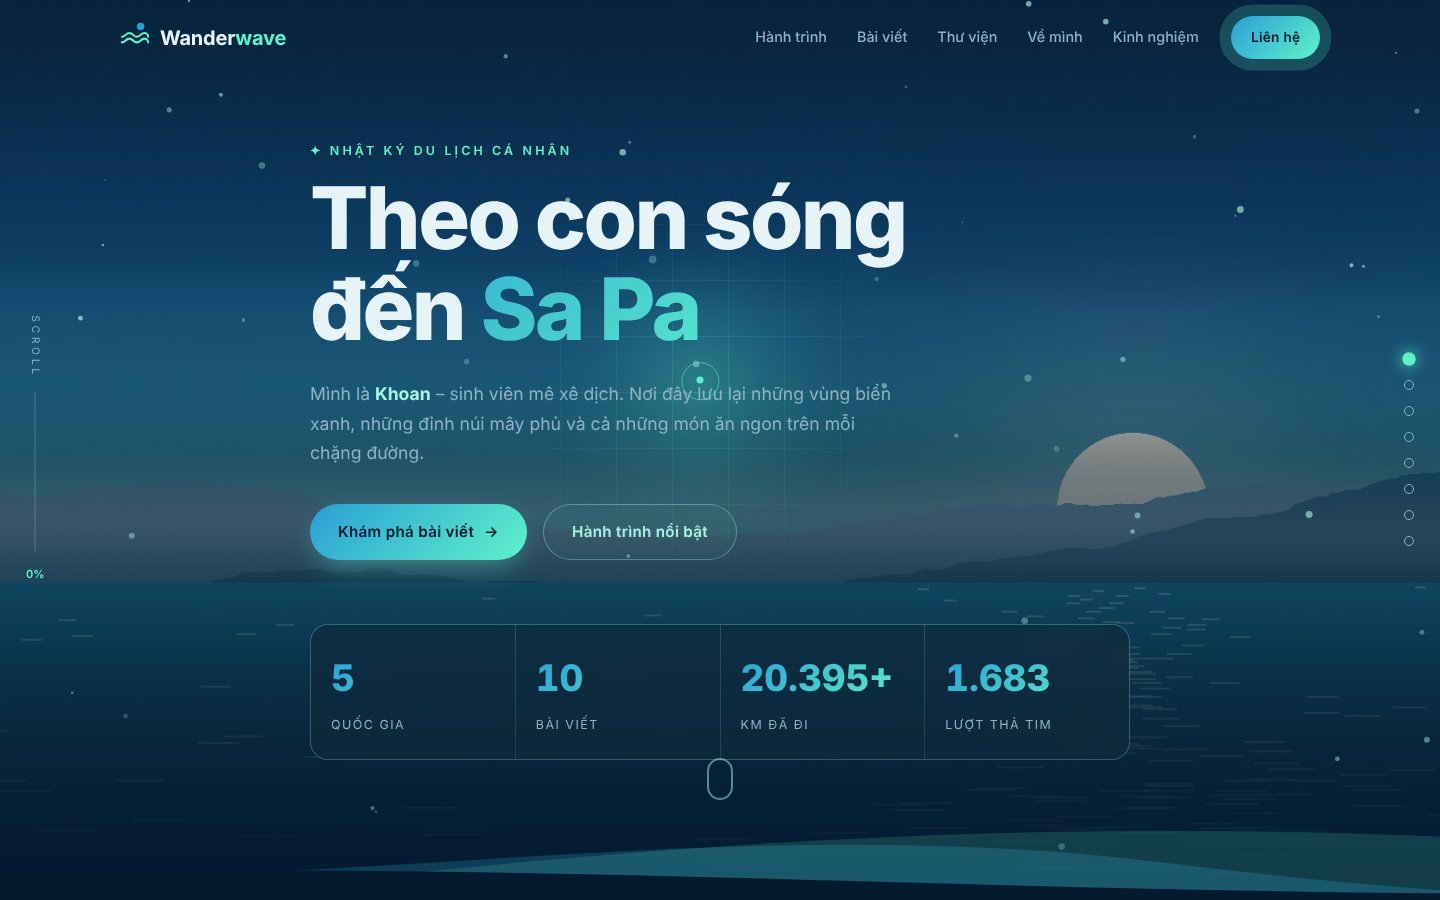 Wanderwave
Hành trình
Bài viết
Thư viện
Về mình
Kinh nghiệm
Liên hệ
✦ NHẬT KÝ DU LỊCH CÁ NHÂN
Theo con sóng
đến Sa Pa
Mình là Khoan – sinh viên mê xê dịch. Nơi đây lưu lại những vùng biển
xanh, những đỉnh núi mây phủ và cả những món ăn ngon trên mỗi
chặng đường.
Khám phá bài viết →
Hành trình nổi bật
SCROLL
0%
5
QUỐC GIA
10
BÀI VIẾT
20.395+
KM ĐÃ ĐI
1.683
LƯỢT THẢ TIM